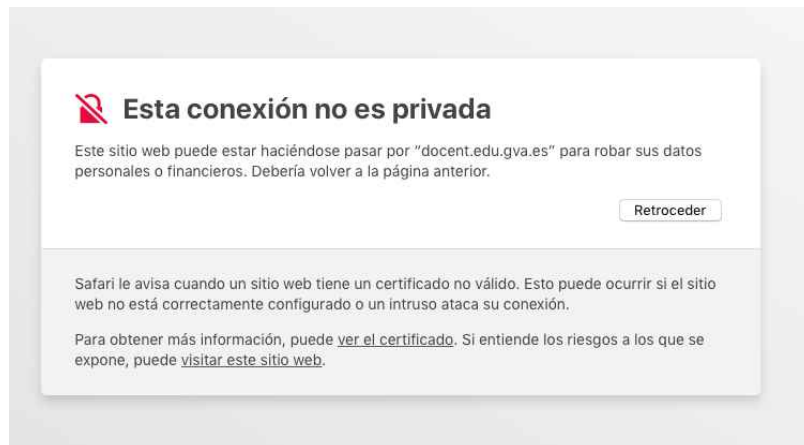 Esta conexión no es privada
Este sitio web puede estar haciéndose pasar por “docent.edu.gva.es” para robar sus datos
personales o financieros. Debería volver a la página anterior.
Retroceder
Safari le avisa cuando un sitio web tiene un certificado no válido. Esto puede ocurrir si el sitio
web no está correctamente configurado o un intruso ataca su conexión.
Para obtener más información, puede ver el certificado. Si entiende los riesgos a los que se
expone, puede visitar este sitio web.